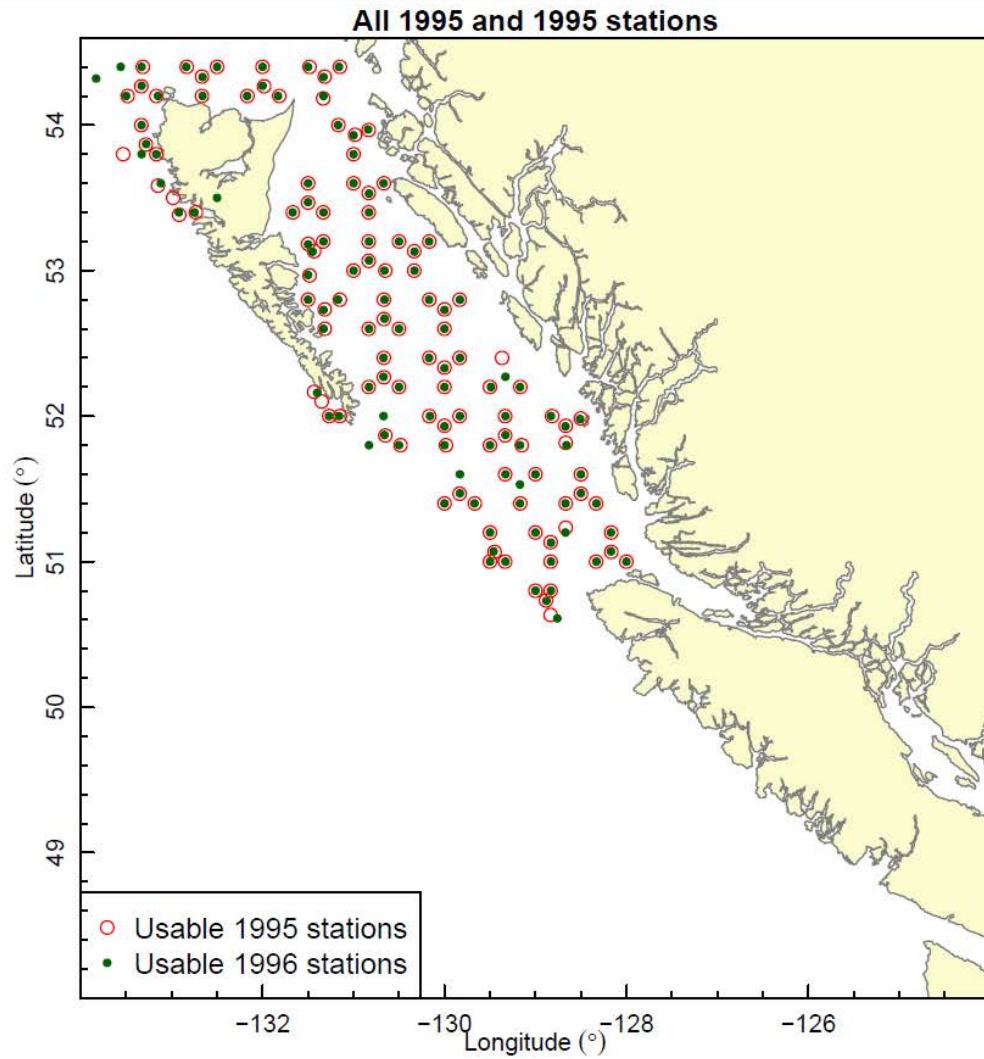 All 1995 and 1995 stations
Latitude (°)
54
53
52
51
50
49
Usable 1995 stations
Usable 1996 stations
−132
−130
−128
−126
Longitude (°)